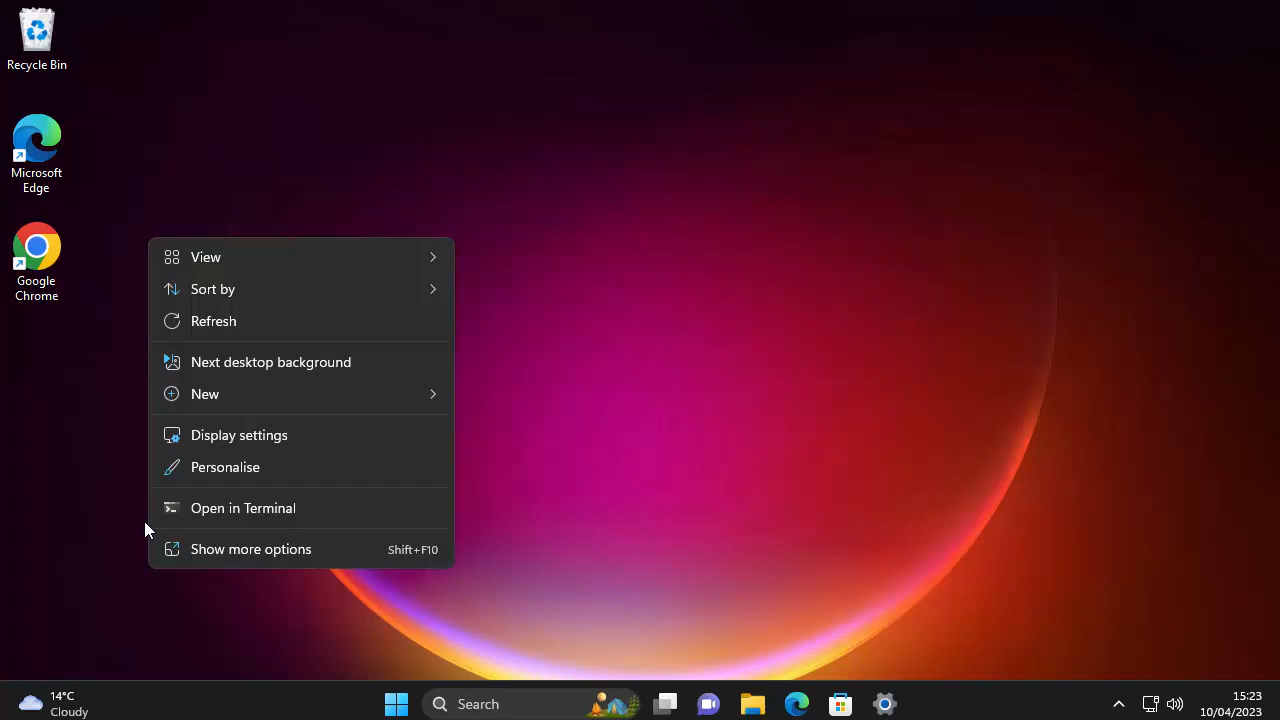 Recycle Bin
Microsoft
Edge
Google
Chrome
View
Sort by
Refresh
Next desktop background
New
Display settings
Personalise
Open in Terminal
Show more options Shift+F10
14°C
Cloudy
Search
15:23
10/04/2023